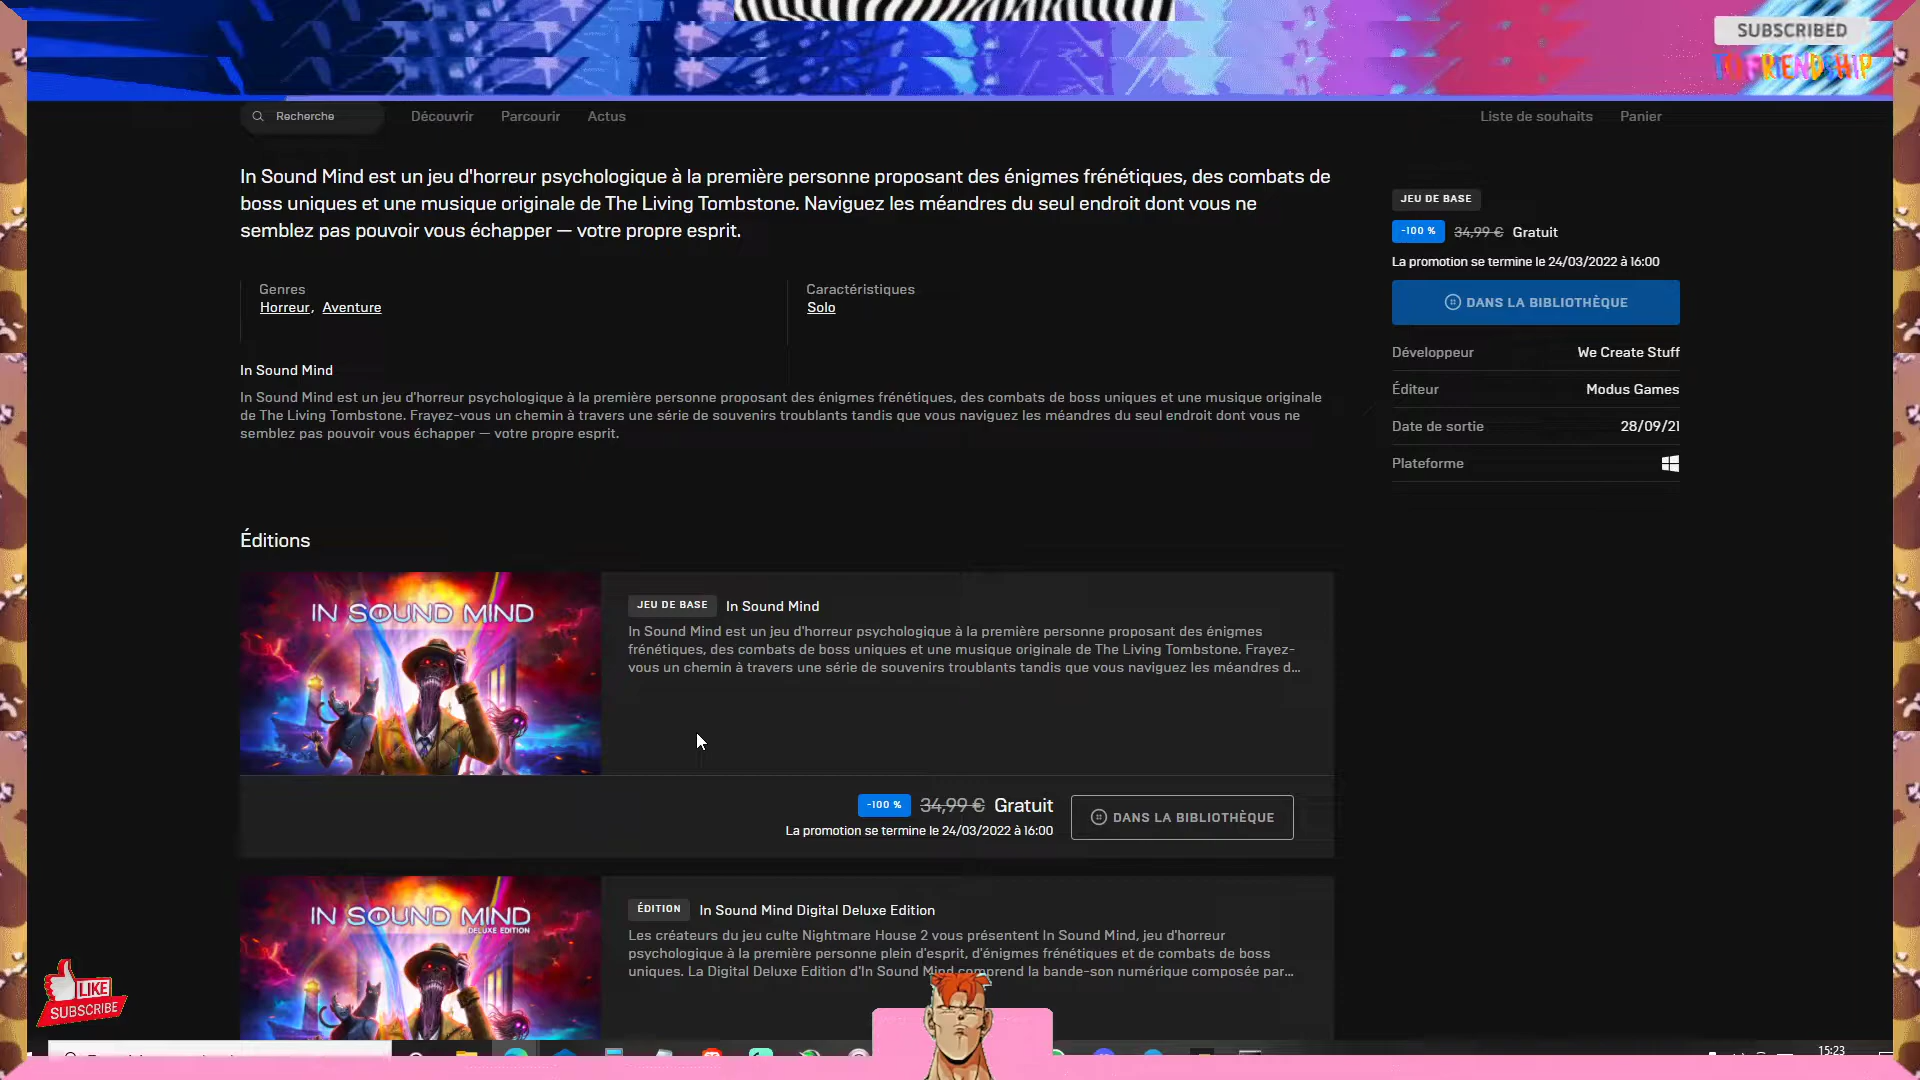 SUBSCRIBED
Recherche
Découvrir
Parcourir
Actus
Liste de souhaits
Panier
In Sound Mind est un jeu d'horreur psychologique à la première personne proposant des énigmes frénétiques, des combats de
boss uniques et une musique originale de The Living Tombstone. Naviguez les méandres du seul endroit dont vous ne
semblez pas pouvoir vous échapper — votre propre esprit.
Genres
Horreur, Aventure
Caractéristiques
Solo
In Sound Mind
In Sound Mind est un jeu d'horreur psychologique à la première personne proposant des énigmes frénétiques, des combats de boss uniques et une musique originale
de The Living Tombstone. Frayez-vous un chemin à travers une série de souvenirs troublants tandis que vous naviguez les méandres du seul endroit dont vous ne
semblez pas pouvoir vous échapper — votre propre esprit.
JEU DE BASE
-100 % 34,99 € Gratuit
La promotion se termine le 24/03/2022 à 16:00
DANS LA BIBLIOTHÈQUE
Développeur We Create Stuff
Éditeur Modus Games
Date de sortie 28/09/21
Plateforme
Éditions
IN SOUND MIND
JEU DE BASE In Sound Mind
In Sound Mind est un jeu d'horreur psychologique à la première personne proposant des énigmes
frénétiques, des combats de boss uniques et une musique originale de The Living Tombstone. Frayez-
vous un chemin à travers une série de souvenirs troublants tandis que vous naviguez les méandres d...
-100 % 34,99 € Gratuit
La promotion se termine le 24/03/2022 à 16:00
DANS LA BIBLIOTHÈQUE
IN SOUND MIND
DELUXE EDITION
ÉDITION In Sound Mind Digital Deluxe Edition
Les créateurs du jeu culte Nightmare House 2 vous présentent In Sound Mind, jeu d'horreur
psychologique à la première personne plein d'esprit, d'énigmes frénétiques et de combats de boss
uniques. La Digital Deluxe Edition d'In Sound Mind comprend la bande-son numérique composée par...
LIKE
SUBSCRIBE
15:23